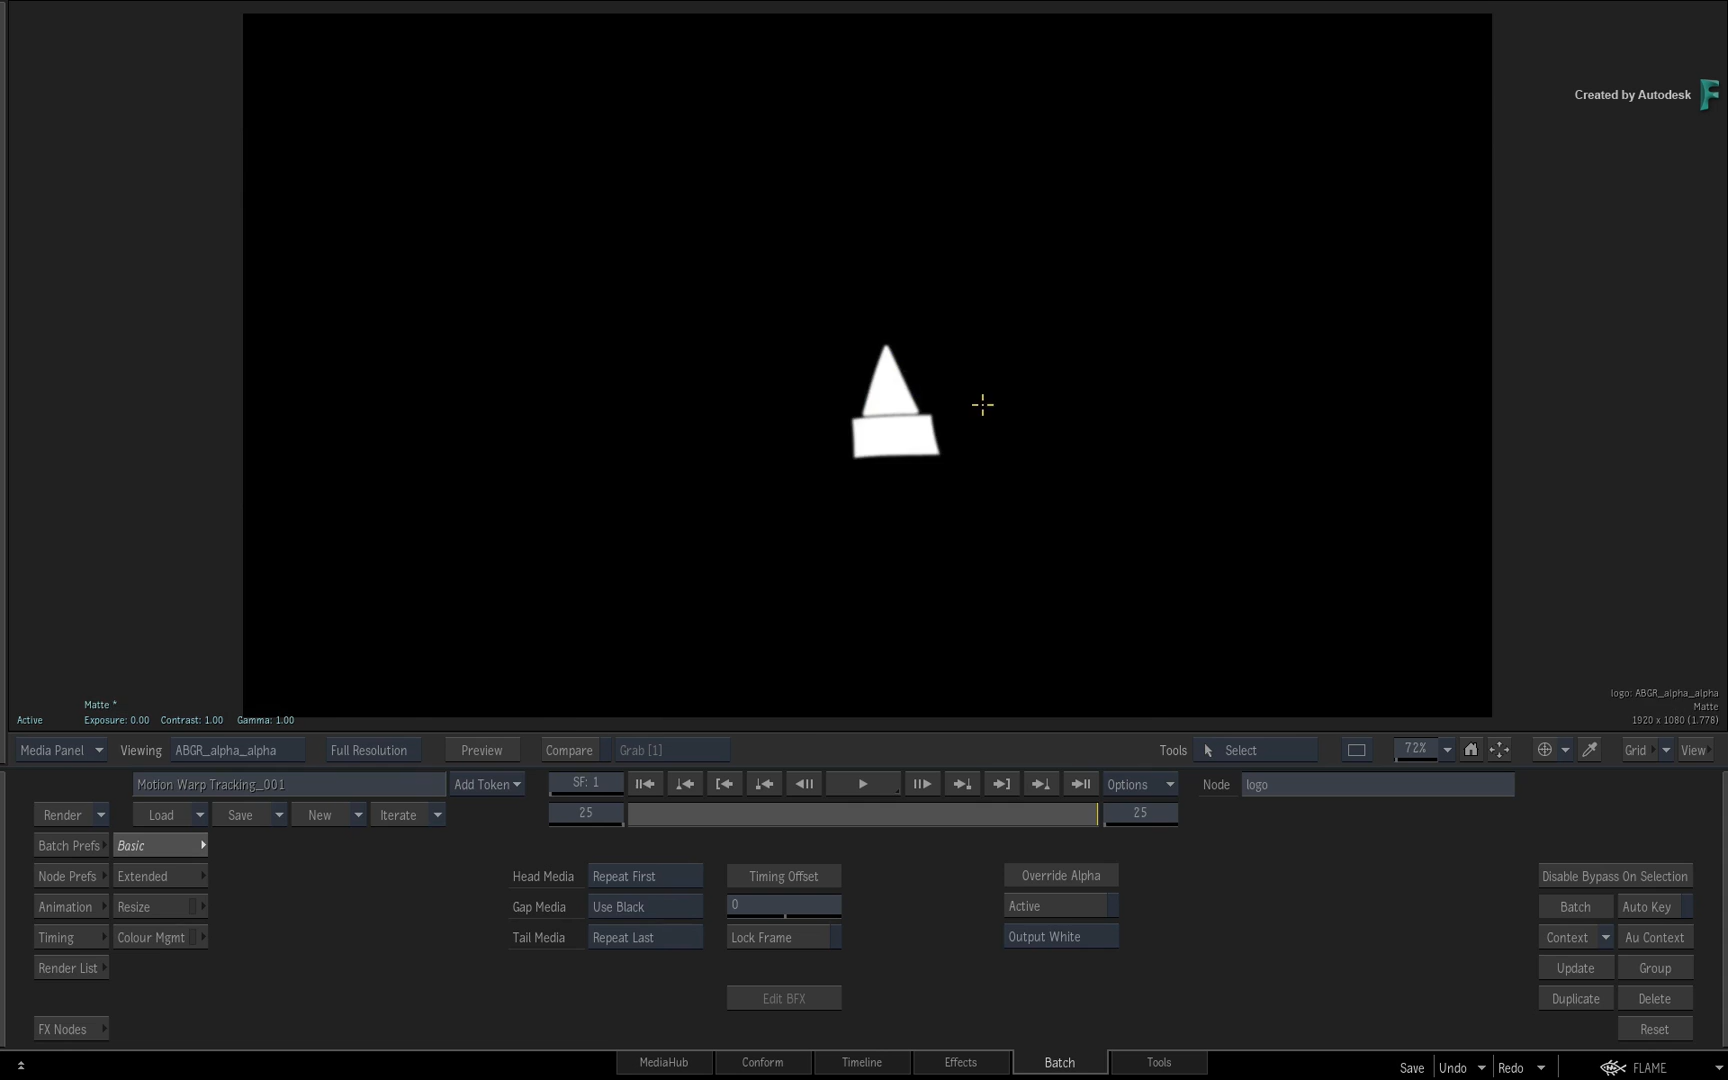 Created by Autodesk
Matte *
Active Exposure: 0.00 Contrast: 1.00 Gamma: 1.00
logo: ABGR_alpha_alpha
Matte
1920 x 1080 (1.778)
Media Panel Viewing ABGR_alpha_alpha Full Resolution Preview Compare Grab [1] Tools Select 72% Grid View
Motion Warp Tracking_001 Add Token SF: 1 Options Node logo
Render Load Save New Iterate 25 25
Batch Prefs Basic
Node Prefs Extended Head Media Repeat First Timing Offset Override Alpha Disable Bypass On Selection
Animation Resize Gap Media Use Black 0 Active Batch Auto Key
Timing Colour Mgmt Tail Media Repeat Last Lock Frame Output White Context Au Context
Render List Update Group
Edit BFX Duplicate Delete
FX Nodes Reset
MediaHub Conform Timeline Effects Batch Tools Save Undo Redo FLAME